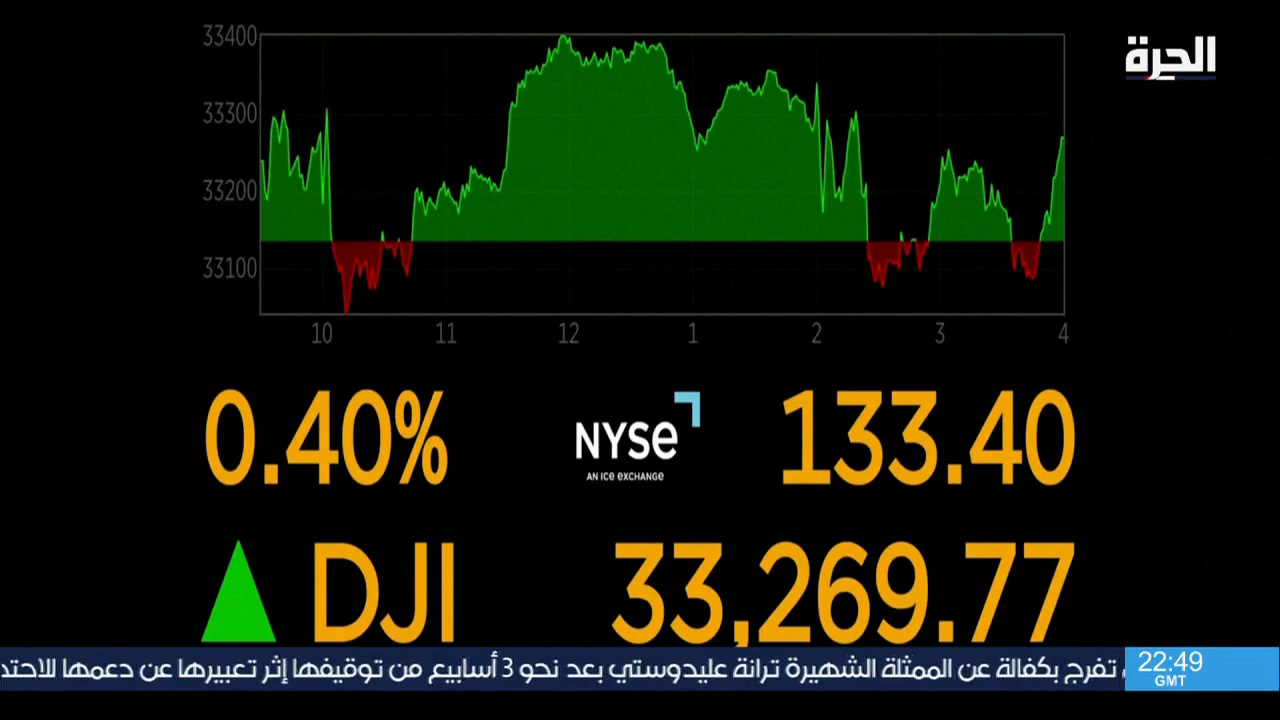 33400
33300
33200
33100
10 11 12 1 2 3 4
الحرة
0.40%
NYSE
AN ICE EXCHANGE
133.40
DJI
33,269.77
تفرج بكفالة عن الممثلة الشهيرة ترانة عليدوستي بعد نحو 3 أسابيع من توقيفها إثر تعبيرها عن دعمها
22:49
GMT